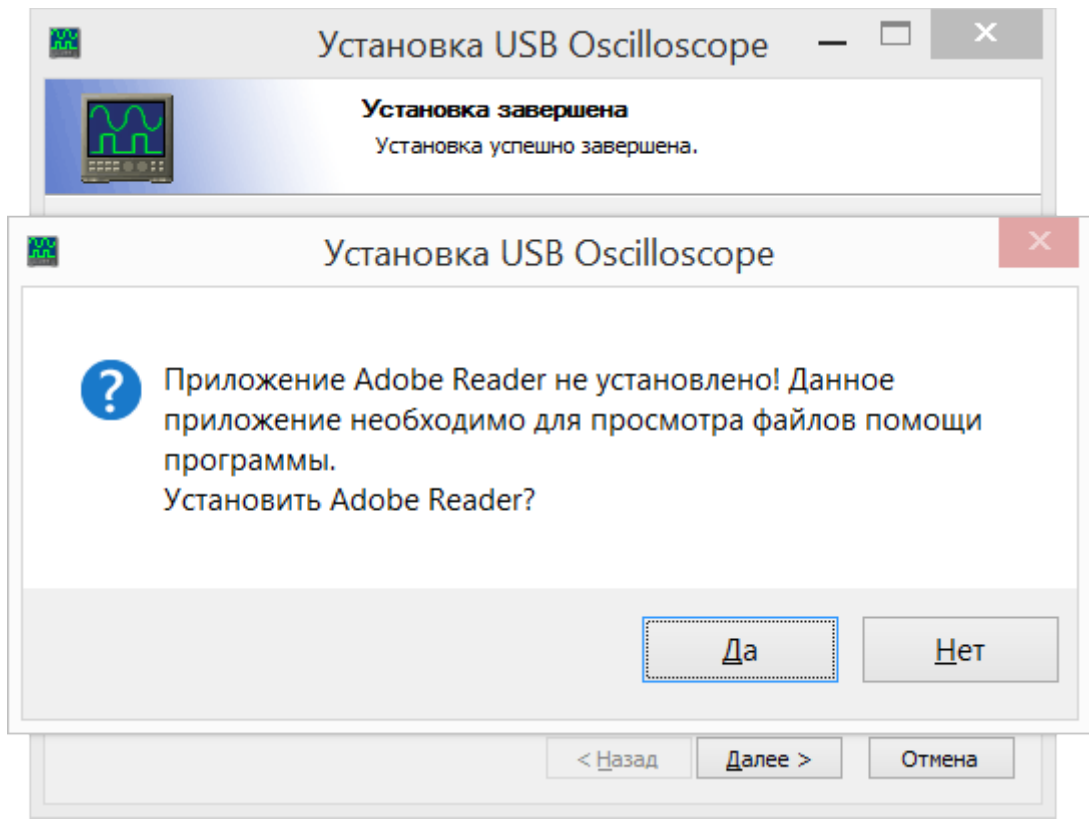 Установка USB Oscilloscope
Установка завершена
Установка успешно завершена.
Установка USB Oscilloscope
Приложение Adobe Reader не установлено! Данное
приложение необходимо для просмотра файлов помощи
программы.
Установить Adobe Reader?
Да
Нет
< Назад
Далее >
Отмена